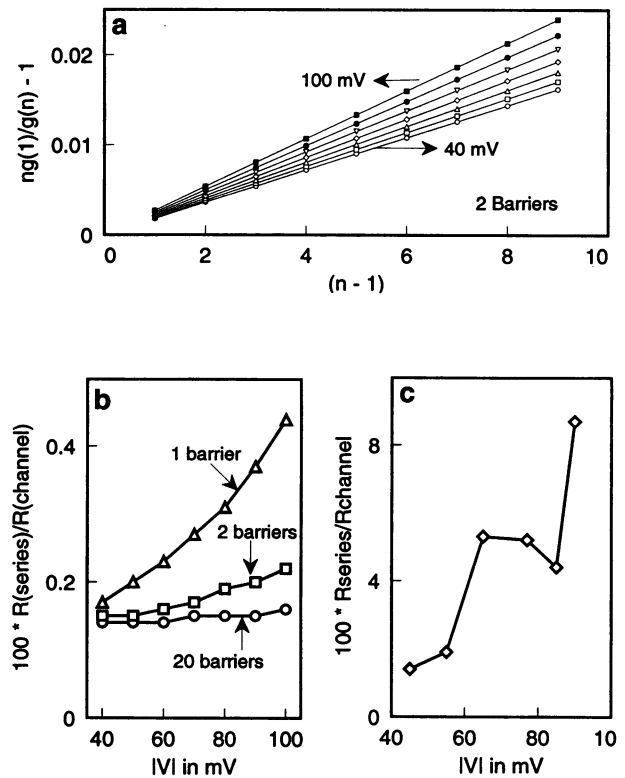 a
ng(1)/g(n) - 1
0.02
0.01
0
100 mV
40 mV
2 Barriers
0 2 4 6 8 10
(n - 1)
b
100 * R(series)/R(channel)
0.4
0.2
0
1 barrier
2 barriers
20 barriers
40 60 80 100
|V| in mV
c
100 * Rseries/Rchannel
8
4
0
40 60 80 10
|V| in mV